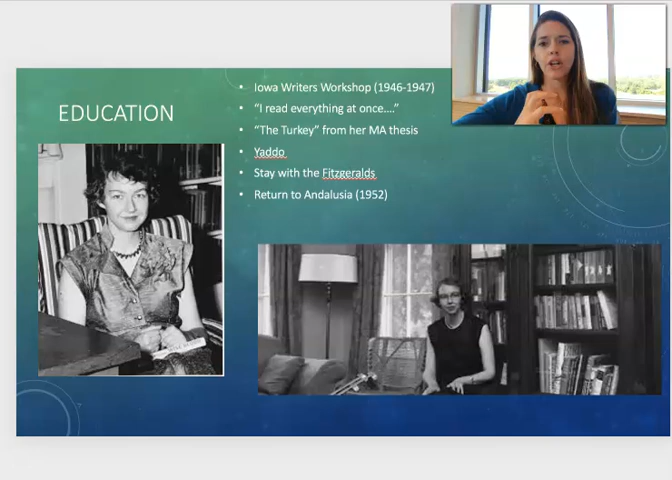 EDUCATION
• Iowa Writers Workshop (1946-1947)
• “I read everything at once….”
• “The Turkey” from her MA thesis
• Yaddo
• Stay with the Fitzgeralds
• Return to Andalusia (1952)